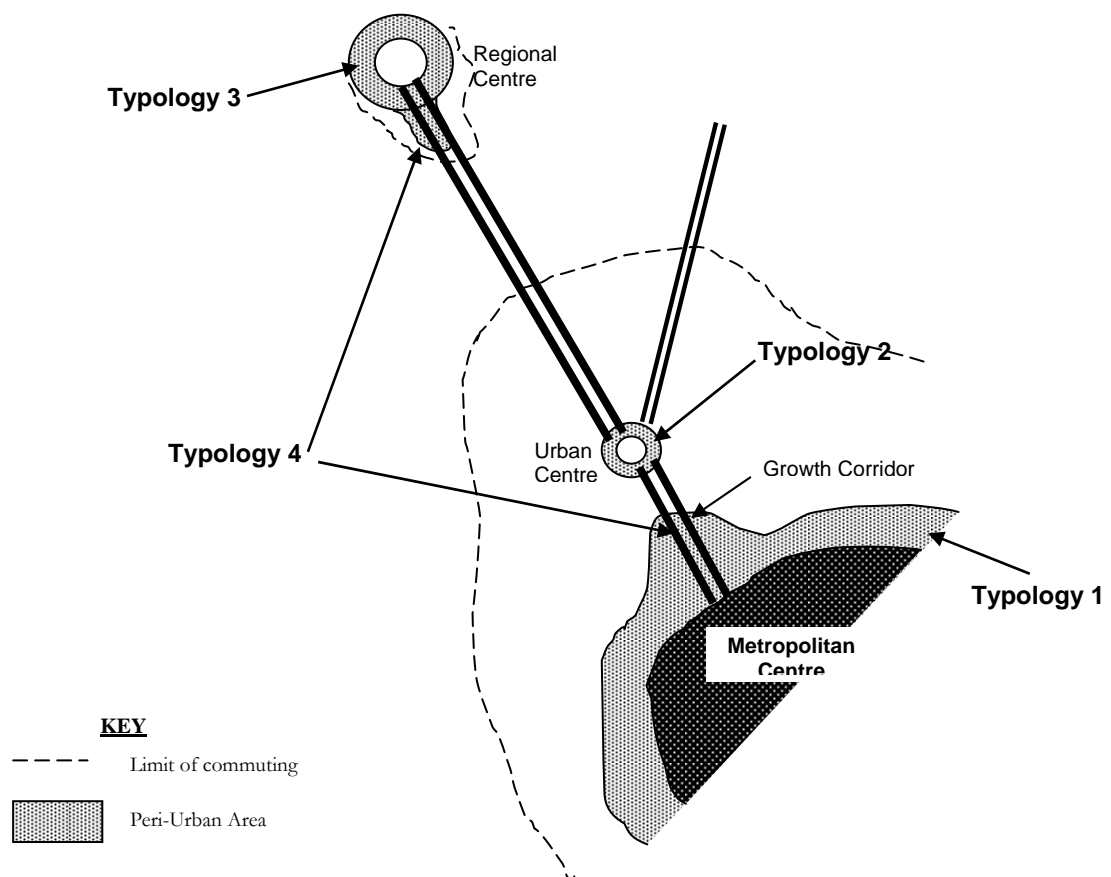 Regional
Centre
Typology 3
Typology 2
Typology 4
Urban
Centre
Growth Corridor
Typology 1
Metropolitan
Centre
KEY
Limit of commuting
Peri-Urban Area